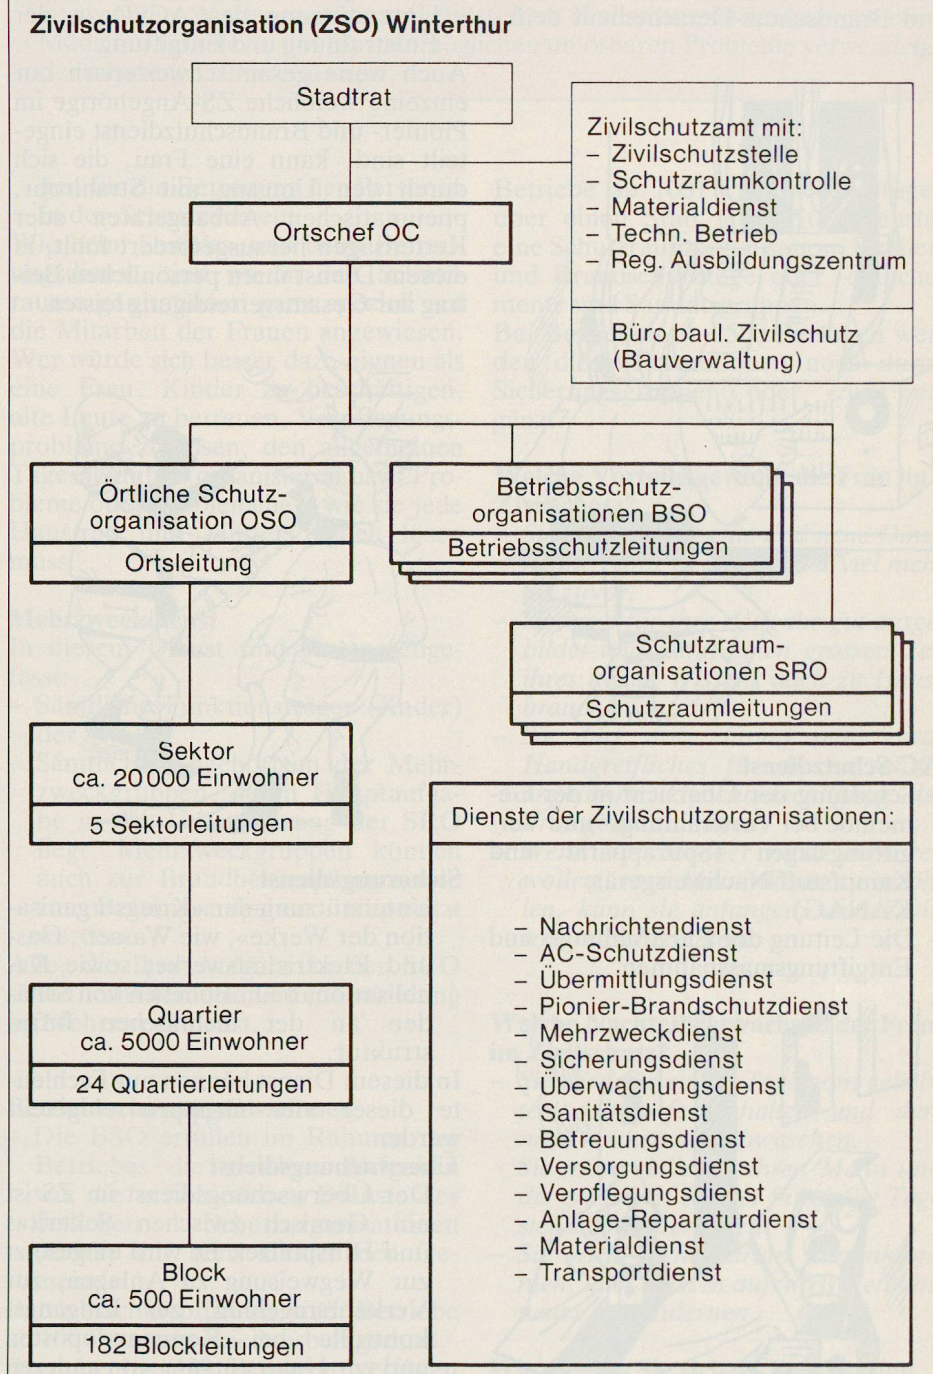 Zivilschutzorganisation (ZSO) Winterthur
Stadtrat
Ortschef OC
Zivilschutzamt mit:
– Zivilschutzstelle
– Schutzraumkontrolle
– Materialdienst
– Techn. Betrieb
– Reg. Ausbildungszentrum
Büro baul. Zivilschutz
(Bauverwaltung)
Örtliche Schutz-
organisation OSO
Ortsleitung
Betriebsschutz-
organisationen BSO
Betriebsschutzleitungen
Schutzraum-
organisationen SRO
Schutzraumleitungen
Sektor
ca. 20 000 Einwohner
5 Sektorleitungen
Quartier
ca. 5000 Einwohner
24 Quartierleitungen
Block
ca. 500 Einwohner
182 Blockleitungen
Dienste der Zivilschutzorganisationen:
– Nachrichtendienst
– AC-Schutzdienst
– Übermittlungsdienst
– Pionier-Brandschutzdienst
– Mehrzweckdienst
– Sicherungsdienst
– Überwachungsdienst
– Sanitätsdienst
– Betreuungsdienst
– Versorgungsdienst
– Verpflegungsdienst
– Anlage-Reparaturdienst
– Materialdienst
– Transportdienst